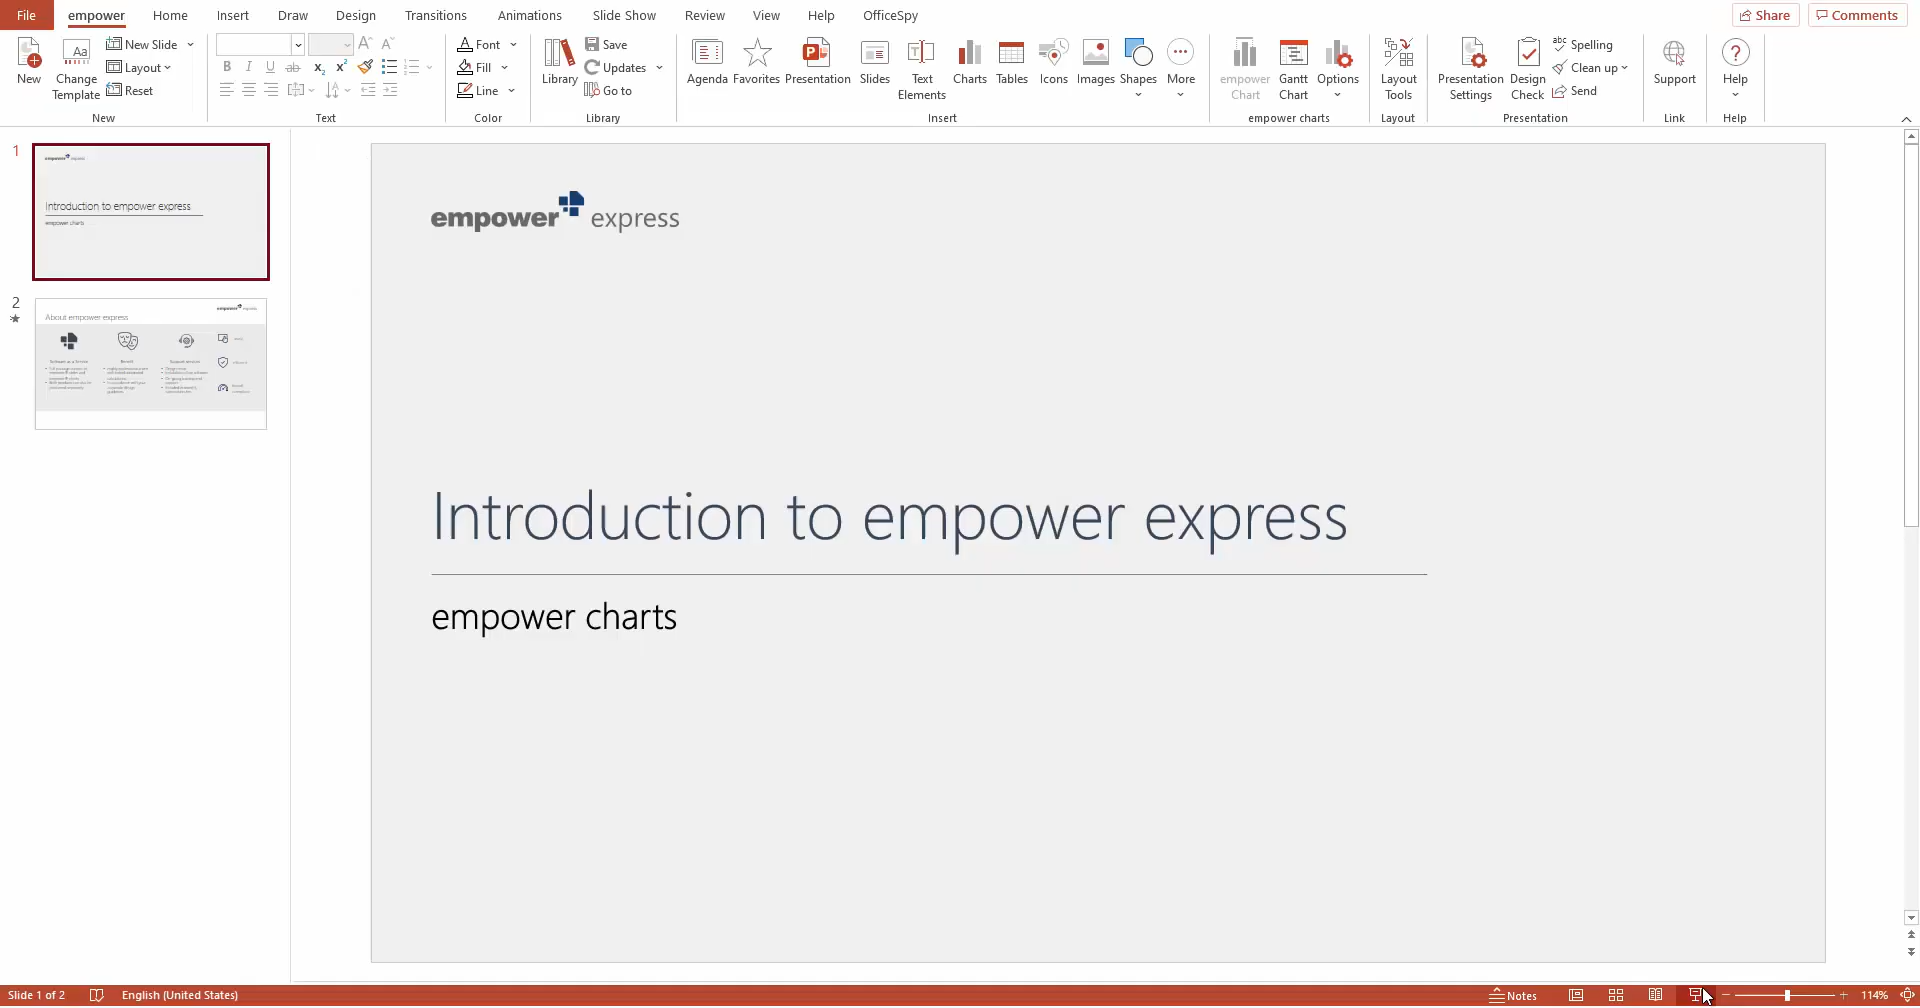 File empower Home Insert Draw Design Transitions Animations Slide Show Review View Help OfficeSpy Share Comments
New Change Template New Slide Layout Reset
Font Fill Line
Library Save Updates Go to
Agenda Favorites Presentation Slides Text Elements Charts Tables Icons Images Shapes More
empower Chart Gantt Chart Options
Layout Tools
Presentation Settings Design Check Spelling Clean up Send
Support Help
New Text Color Library Insert empower charts Layout Presentation Link Help
1
empower express
Introduction to empower express
empower charts
2
empower express
About empower express
empower express
Introduction to empower express
empower charts
Slide 1 of 2 English (United States) Notes 114%